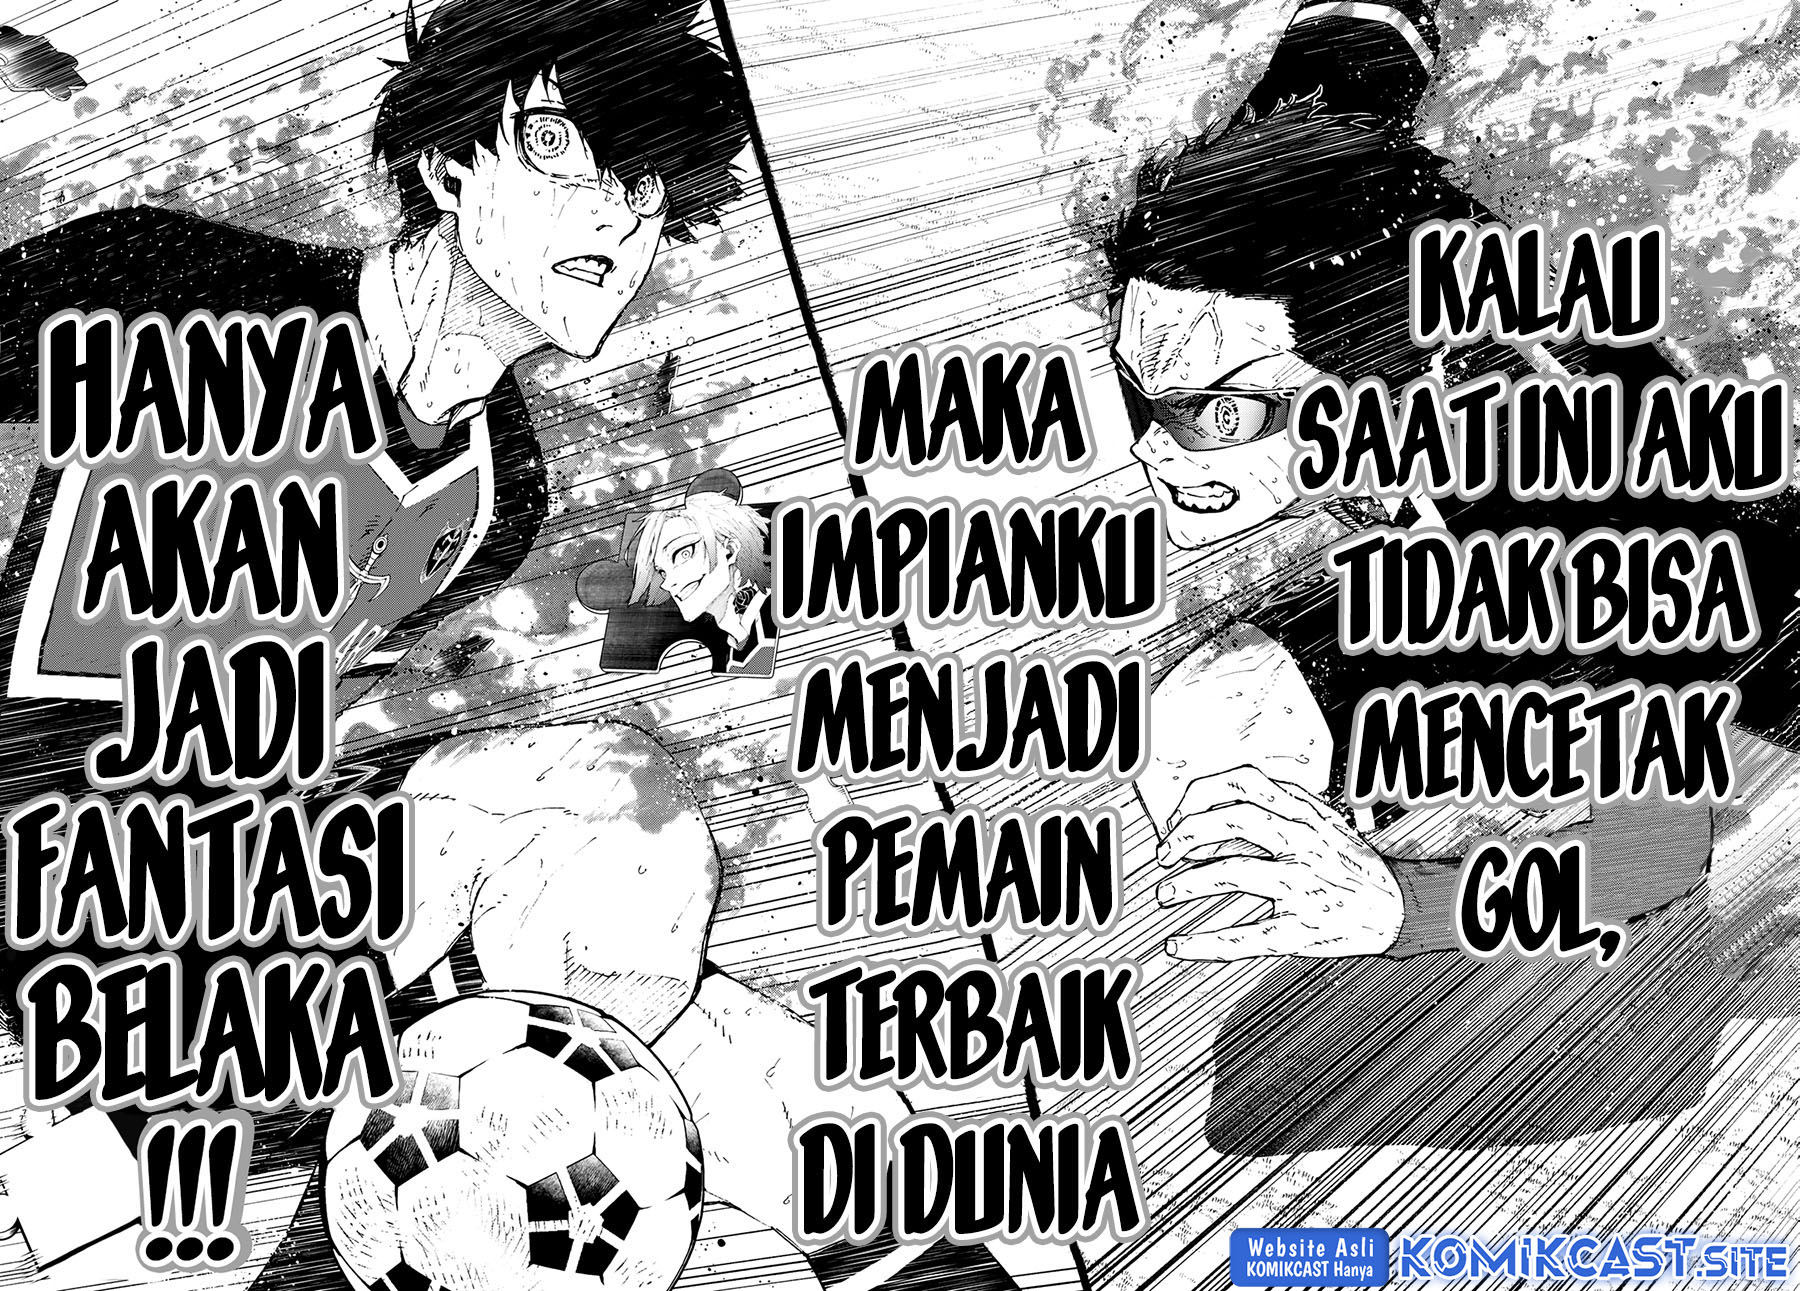 KALAU
SAAT INI AKU
TIDAK BISA
MENCETAK
GOL,
MAKA
IMPIANKU
MENJADI
PEMAIN
TERBAIK
DI DUNIA
HANYA
AKAN
JADI
FANTASI
BELAKA
!!!
Website Asli
KOMIKCAST Hanya
KOMIKCAST.SITE